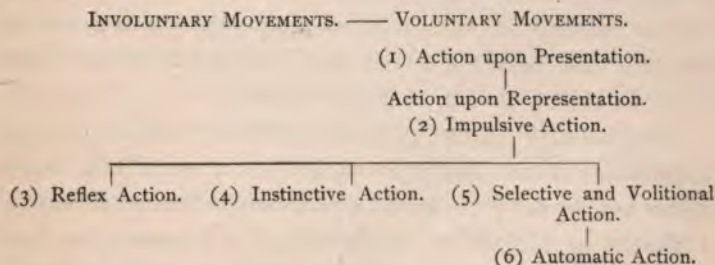 INVOLUNTARY MOVEMENTS. — VOLUNTARY MOVEMENTS.
(1) Action upon Presentation.
Action upon Representation.
(2) Impulsive Action.
(3) Reflex Action. (4) Instinctive Action. (5) Selective and Volitional
Action.
(6) Automatic Action.